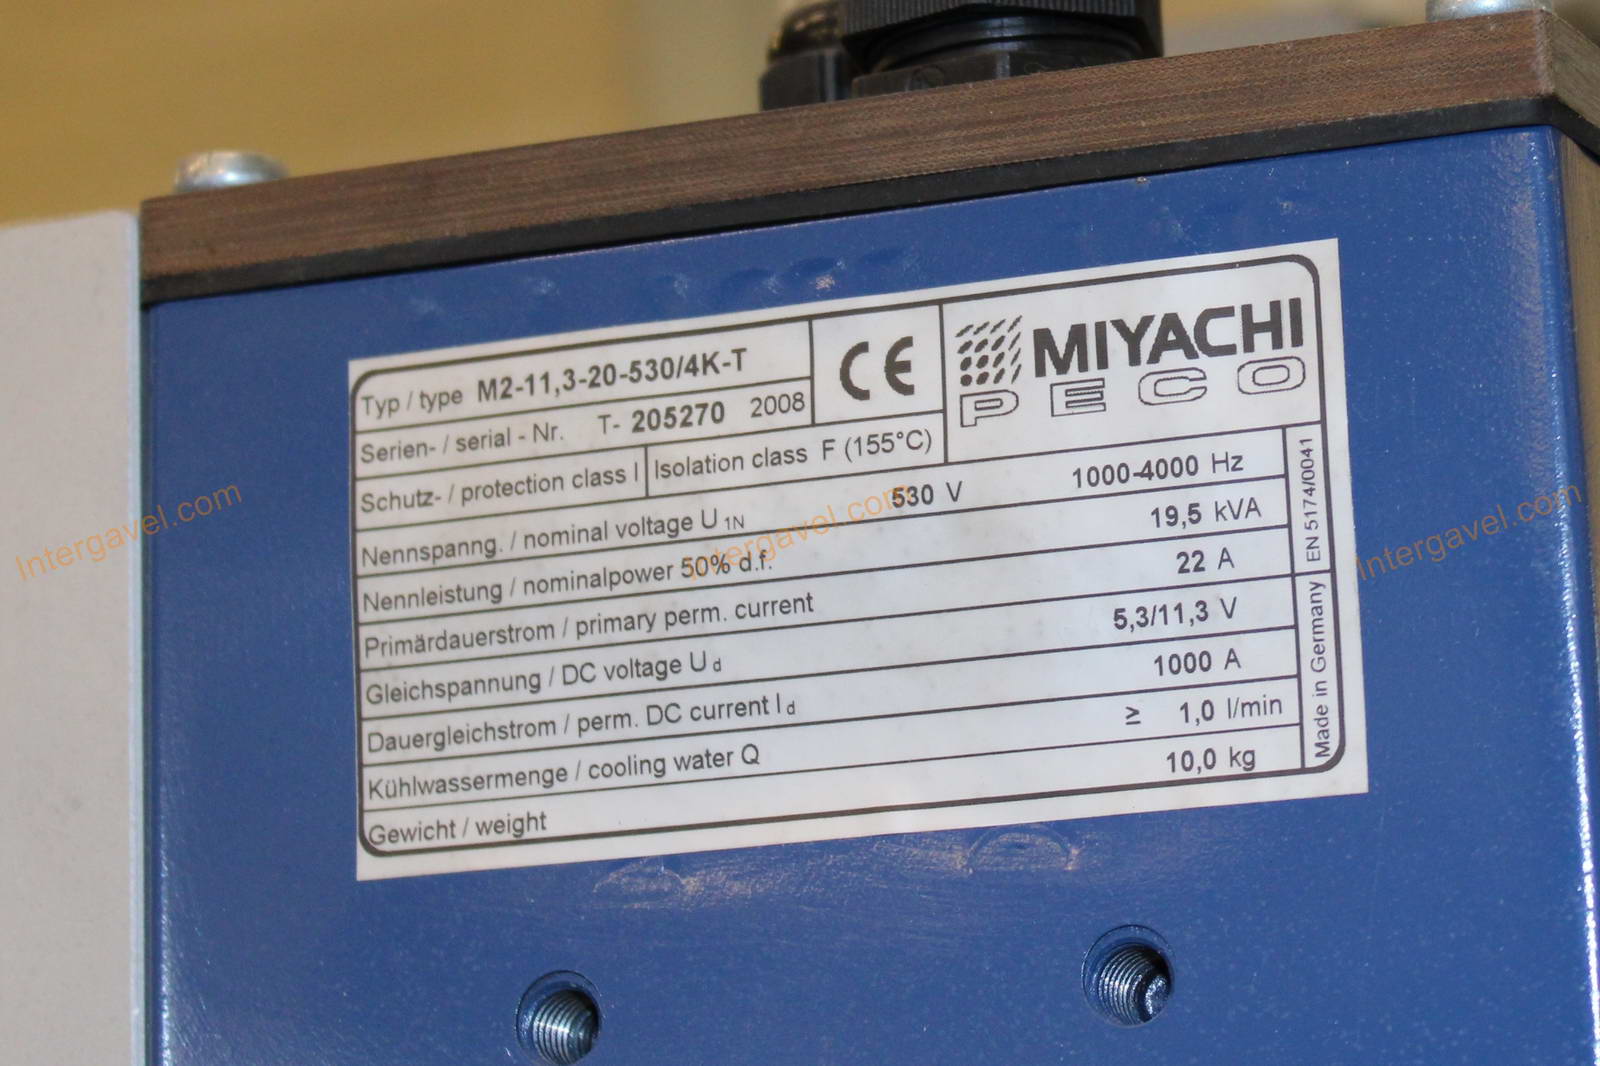 Typ / type M2-11,3-20-530/4K-T
Serien- / serial - Nr. T- 205270 2008
CE
MIYACHI
PECO
Schutz- / protection class I Isolation class F (155°C)
Nennspanng. / nominal voltage U 1N 530 V 1000-4000 Hz
Nennleistung / nominalpower 50% d.f. 19,5 kVA
Primärdauerstrom / primary perm. current 22 A
Gleichspannung / DC voltage U d 5,3/11,3 V
Dauergleichstrom / perm. DC current I d 1000 A
Kühlwassermenge / cooling water Q ≥ 1,0 l/min
Gewicht / weight 10,0 kg
EN 5174/0041
Made in Germany
Intergavel.com
Intergavel.com
Intergavel.com